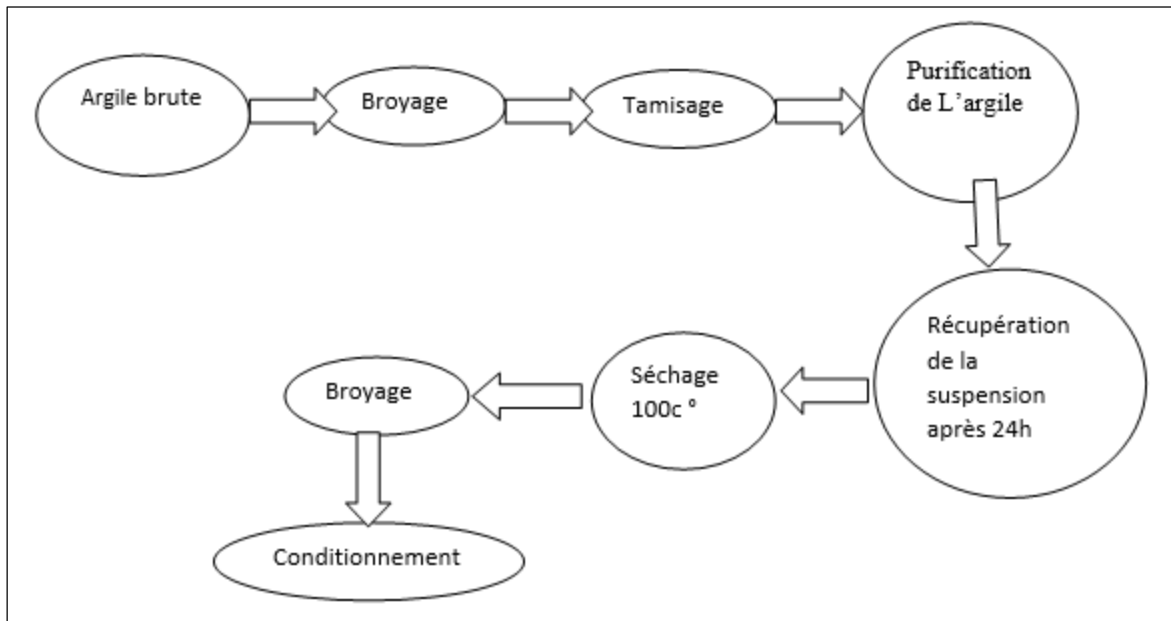 Argile brute
Broyage
Tamisage
Purification
de L'argile
Récupération
de la
suspension
après 24h
Séchage
100c °
Broyage
Conditionnement